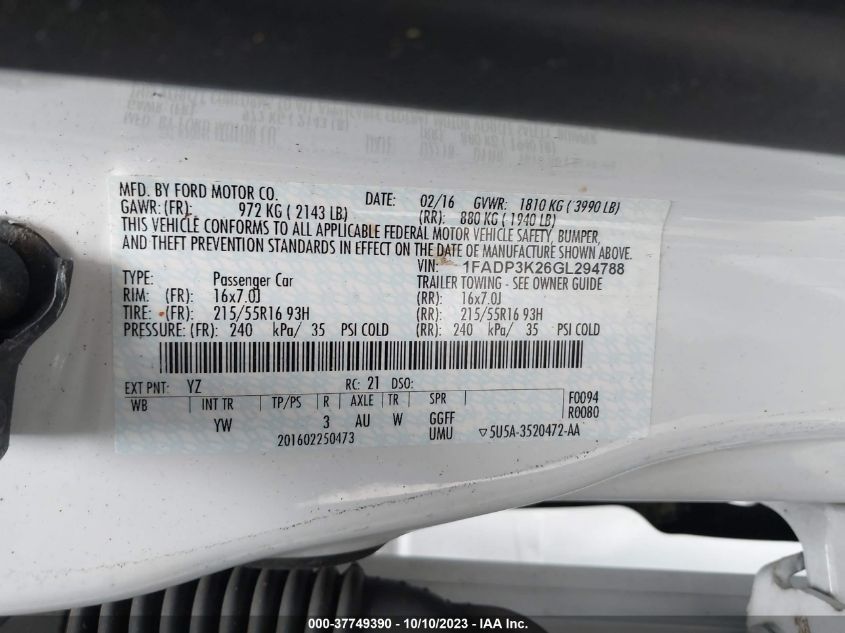 MFD. BY FORD MOTOR CO. DATE: 02/16 GVWR: 1810 KG ( 3990 LB)
GAWR: (FR): 972 KG ( 2143 LB) (RR): 880 KG ( 1940 LB)
THIS VEHICLE CONFORMS TO ALL APPLICABLE FEDERAL MOTOR VEHICLE SAFETY, BUMPER,
AND THEFT PREVENTION STANDARDS IN EFFECT ON THE DATE OF MANUFACTURE SHOWN ABOVE.
VIN: 1FADP3K26GL294788
TYPE: Passenger Car TRAILER TOWING - SEE OWNER GUIDE
RIM: (FR): 16x7.0J (RR): 16x7.0J
TIRE: (FR): 215/55R16 93H (RR): 215/55R16 93H
PRESSURE: (FR): 240 kPa/ 35 PSI COLD (RR): 240 kPa/ 35 PSI COLD
EXT PNT: YZ RC: 21 DSO:
WB INT TR TP/PS R AXLE TR SPR F0094
YW 3 AU W GGFF R0080
201602250473 UMU ▽5U5A-3520472-AA
000-37749390 - 10/10/2023 - IAA Inc.